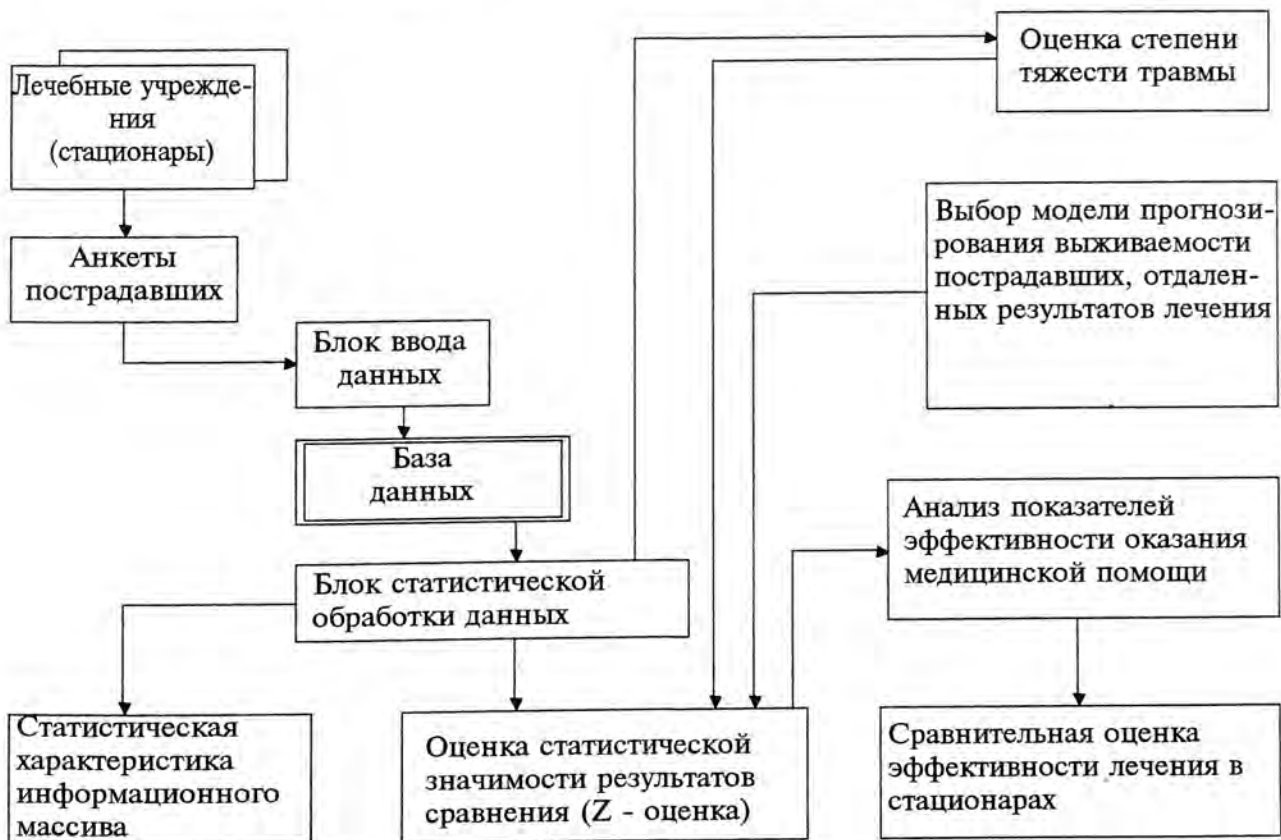 Лечебные учрежде-
ния
(стационары)
Анкеты
пострадавших
Блок ввода
данных
База
данных
Блок статистической
обработки данных
Статистическая
характеристика
информационного
массива
Оценка статистической
значимости результатов
сравнения (Z - оценка)
Оценка степени
тяжести травмы
Выбор модели прогнози-
рования выживаемости
пострадавших, отдален-
ных результатов лечения
Анализ показателей
эффективности оказания
медицинской помощи
Сравнительная оценка
эффективности лечения в
стационарах